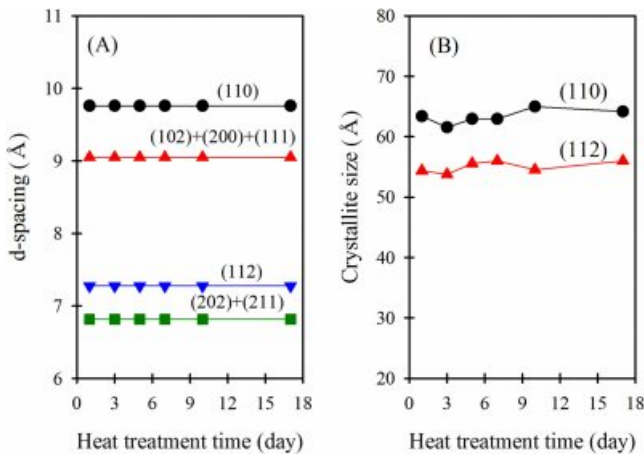 (A)
11
10
9
8
7
6
d-spacing ( Å )
(110)
(102)+(200)+(111)
(112)
(202)+(211)
0 3 6 9 12 15 18
Heat treatment time (day)
(B)
80
70
60
50
40
30
20
Crystallite size ( Å )
(110)
(112)
0 3 6 9 12 15 18
Heat treatment time (day)